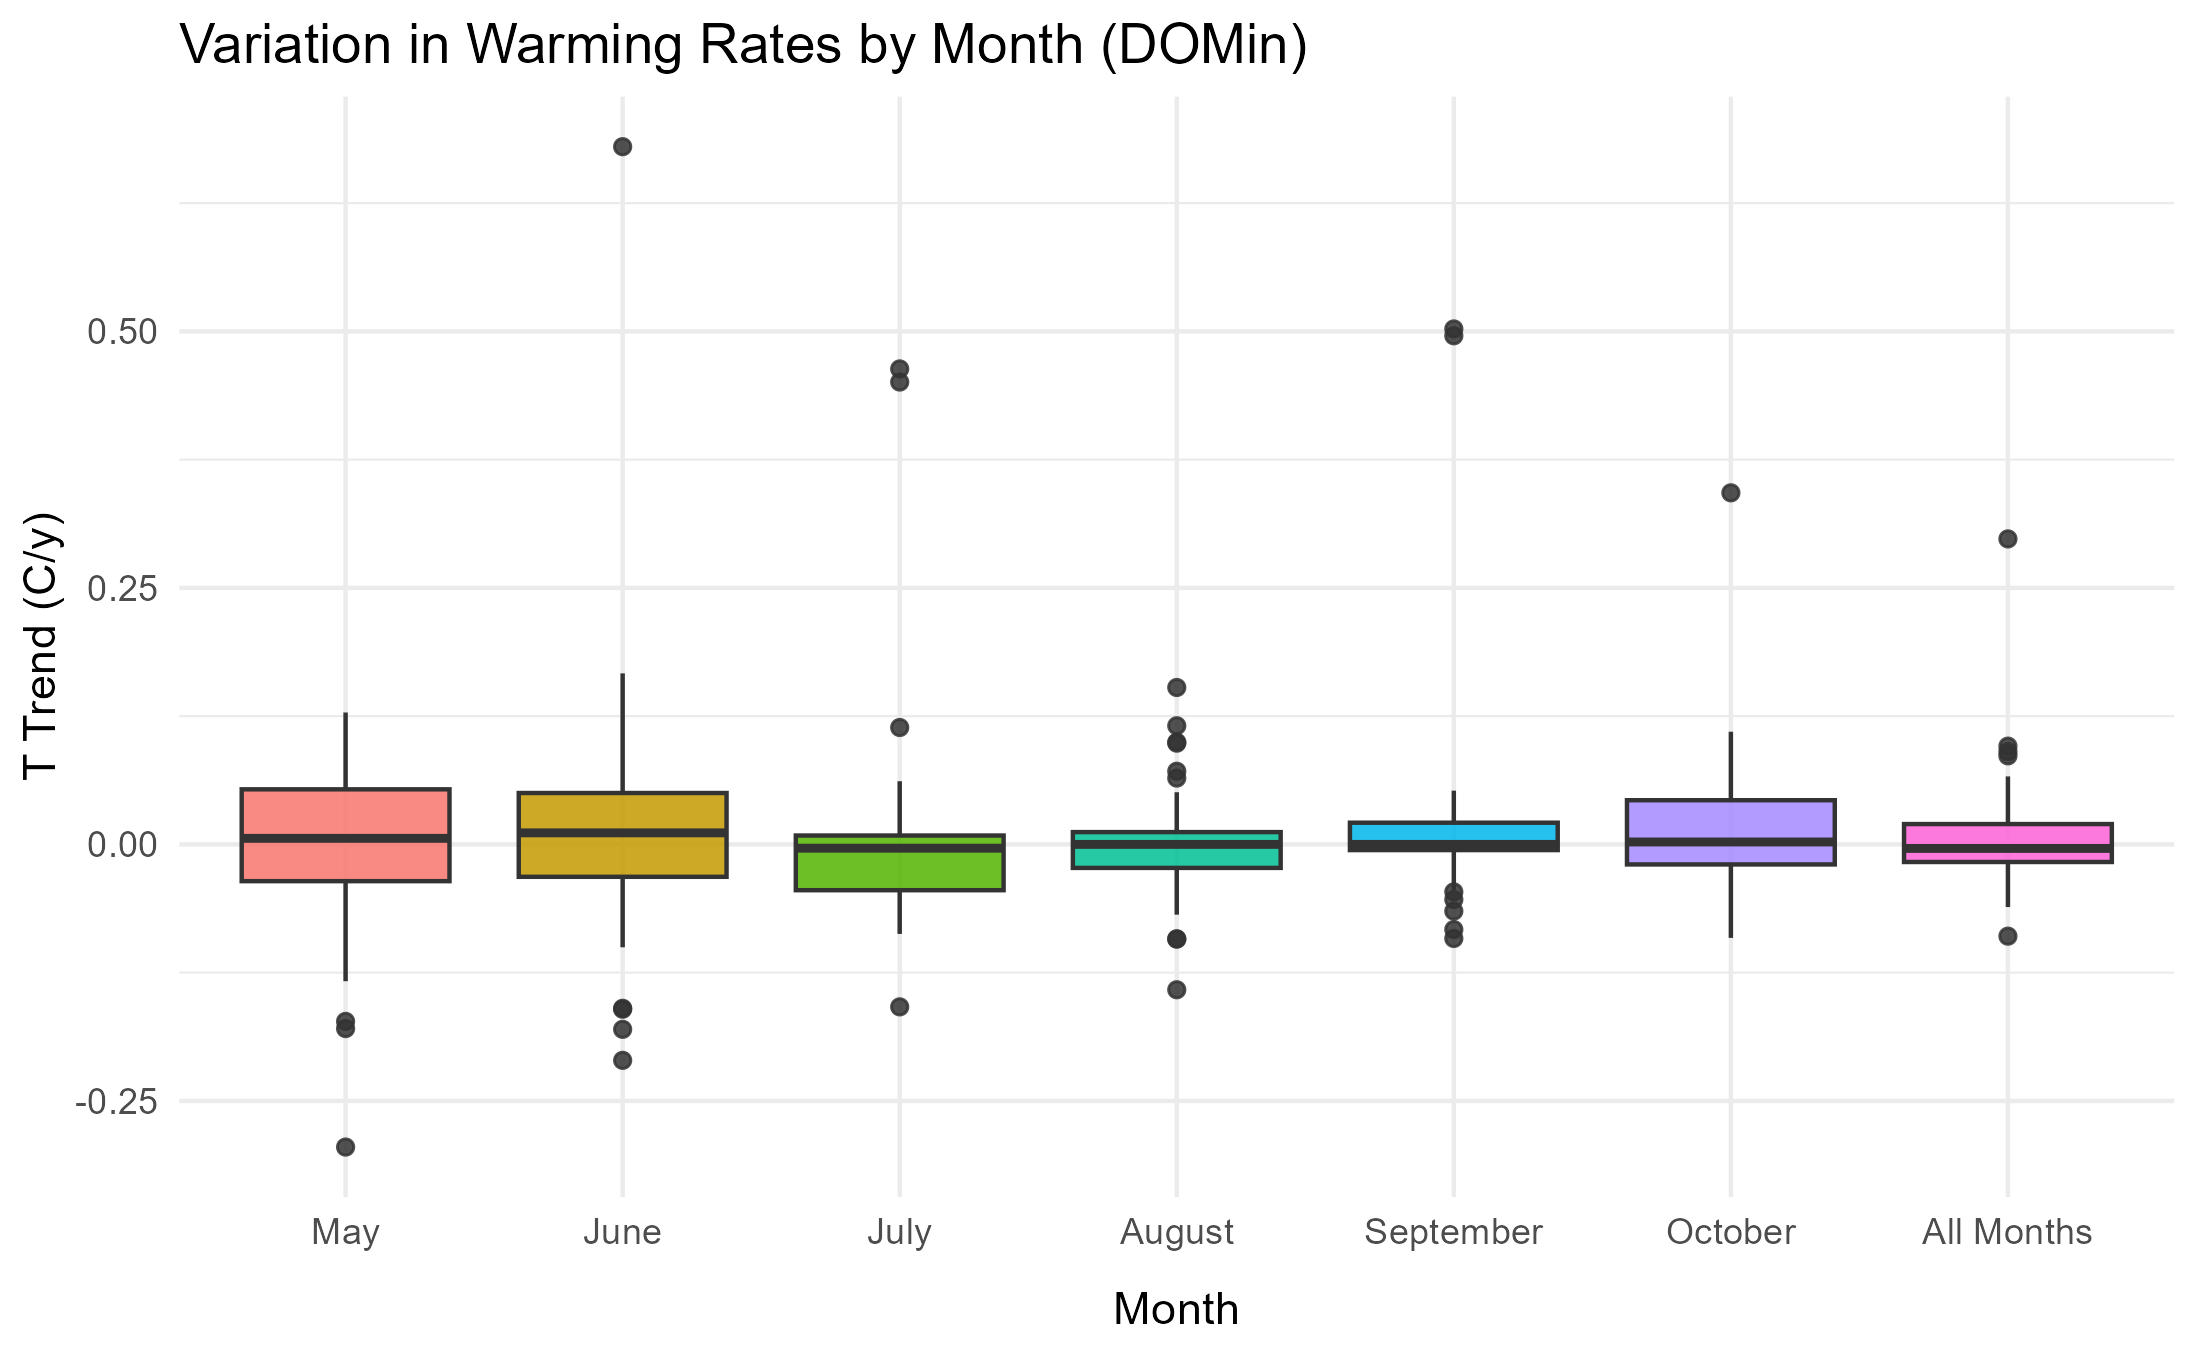 Variation in Warming Rates by Month (DOMin)
T Trend (C/y)
0.50
0.25
0.00
-0.25
May June July August September October All Months
Month